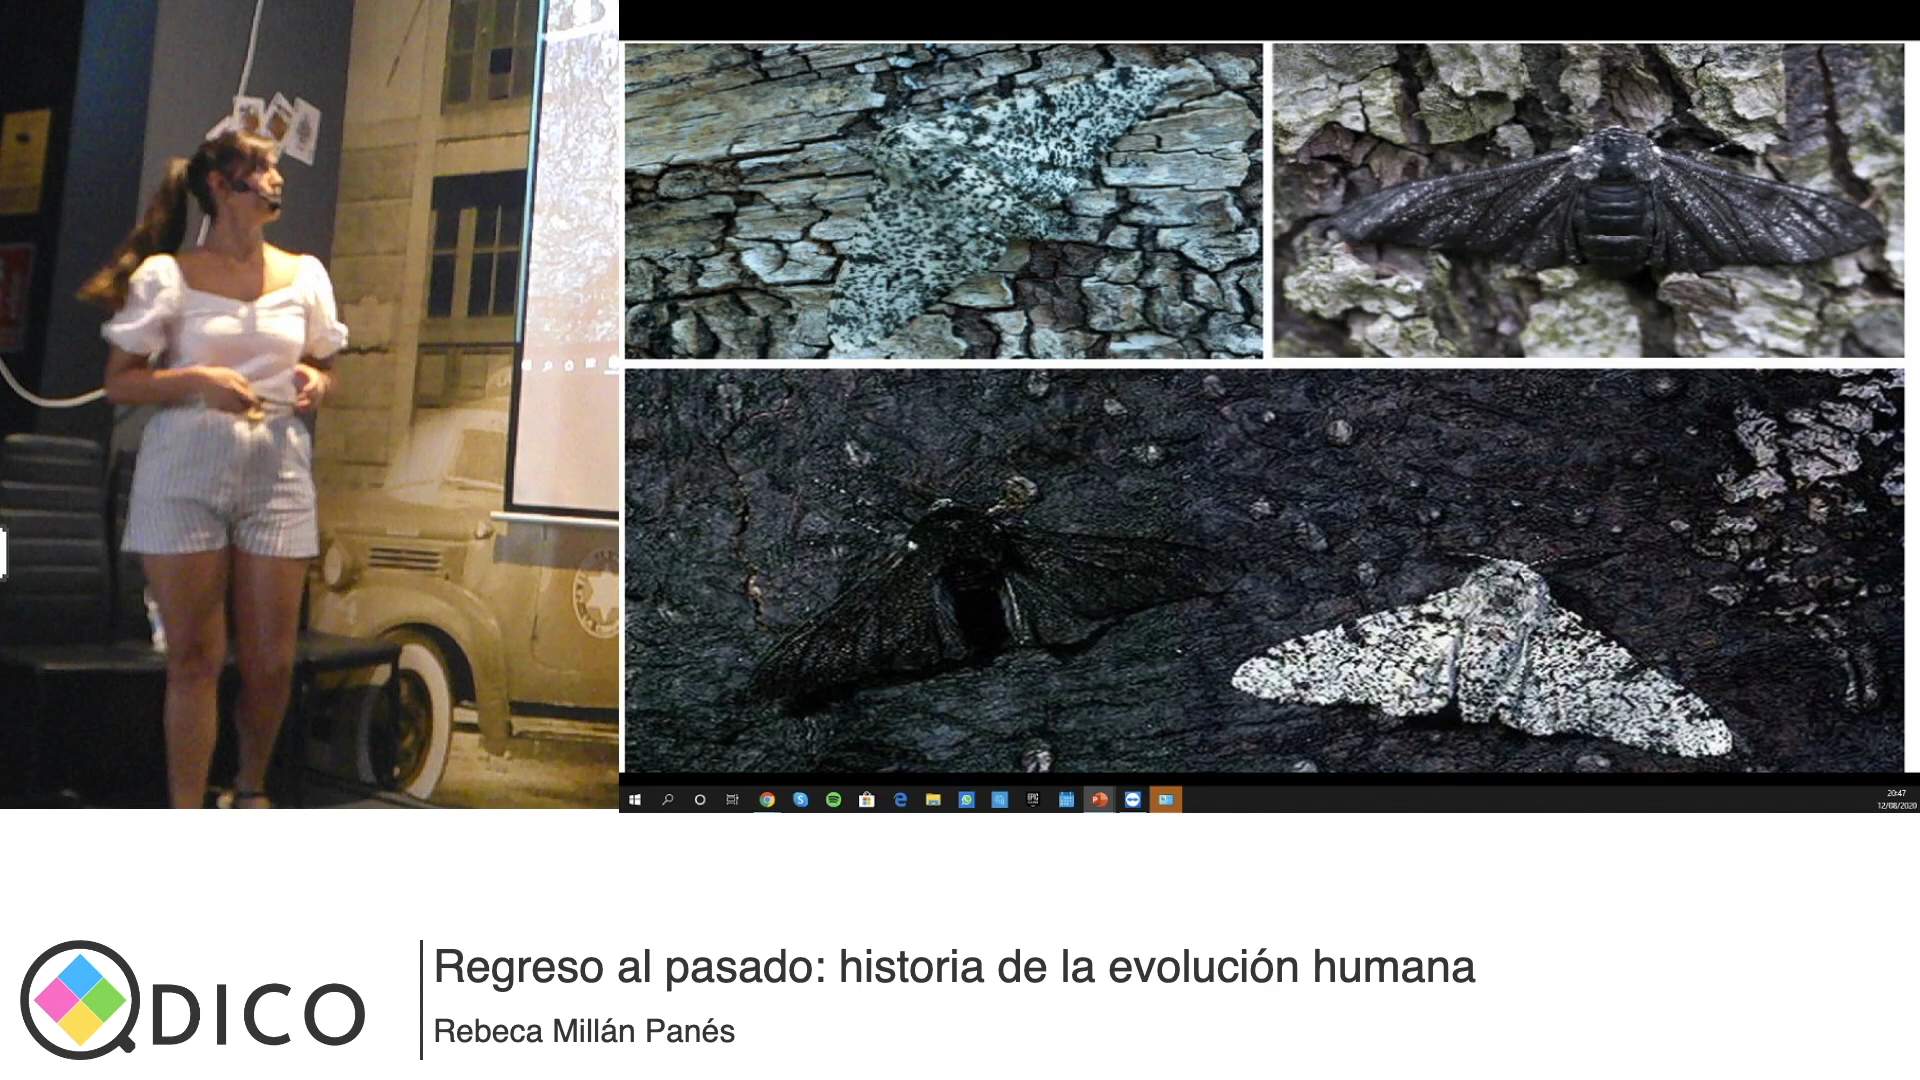 20:47
12/08/2020
QDICO
Regreso al pasado: historia de la evolución humana
Rebeca Millán Panés